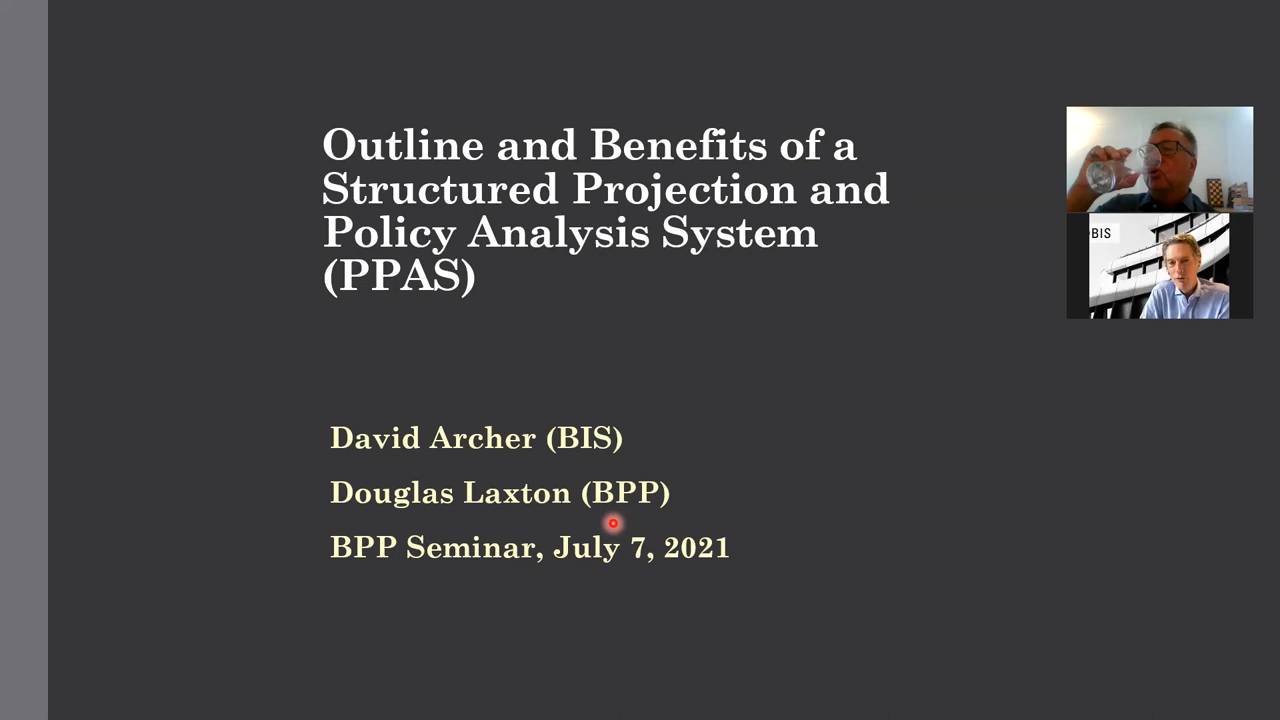 Outline and Benefits of a
Structured Projection and
Policy Analysis System
(PPAS)
BIS
David Archer (BIS)
Douglas Laxton (BPP)
BPP Seminar, July 7, 2021